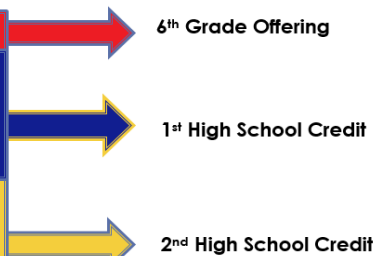 6th Grade Offering
1st High School Credit
2nd High School Credit